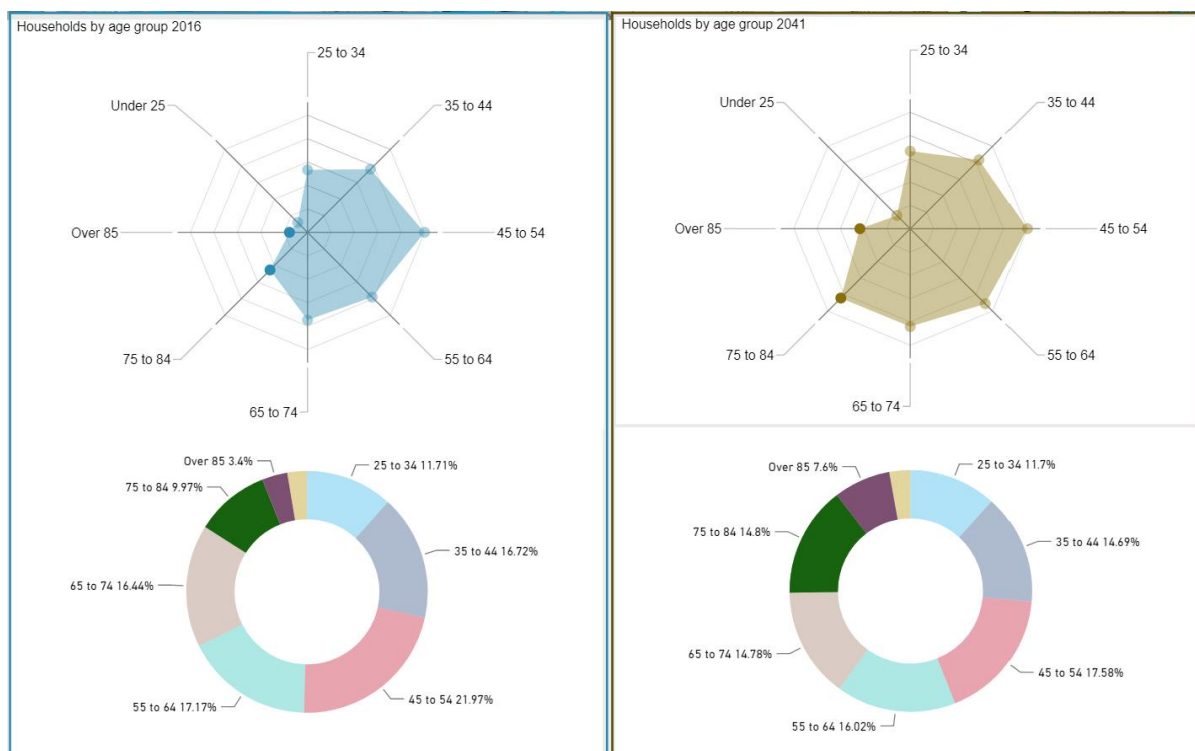 Households by age group 2016
25 to 34
Under 25
35 to 44
Over 85
45 to 54
75 to 84
55 to 64
65 to 74
Over 85 3.4%
25 to 34 11.71%
75 to 84 9.97%
35 to 44 16.72%
65 to 74 16.44%
45 to 54 21.97%
55 to 64 17.17%
Households by age group 2041
25 to 34
Under 25
35 to 44
Over 85
45 to 54
75 to 84
55 to 64
65 to 74
Over 85 7.6%
25 to 34 11.7%
75 to 84 14.8%
35 to 44 14.69%
65 to 74 14.78%
45 to 54 17.58%
55 to 64 16.02%